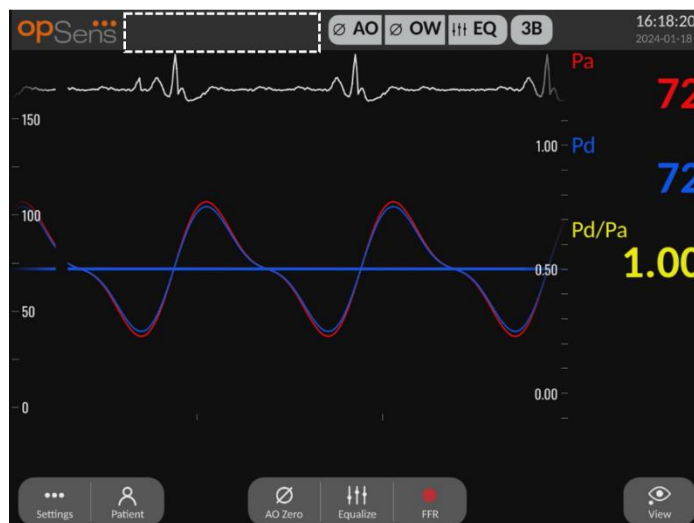 opSens
Ø AO Ø OW EQ 3B
16:18:20
2024-01-18
Pa
72
150
1.00
Pd
72
100
Pd/Pa
1.00
0.50
50
0.00
0
Settings Patient AO Zero Equalize FFR View